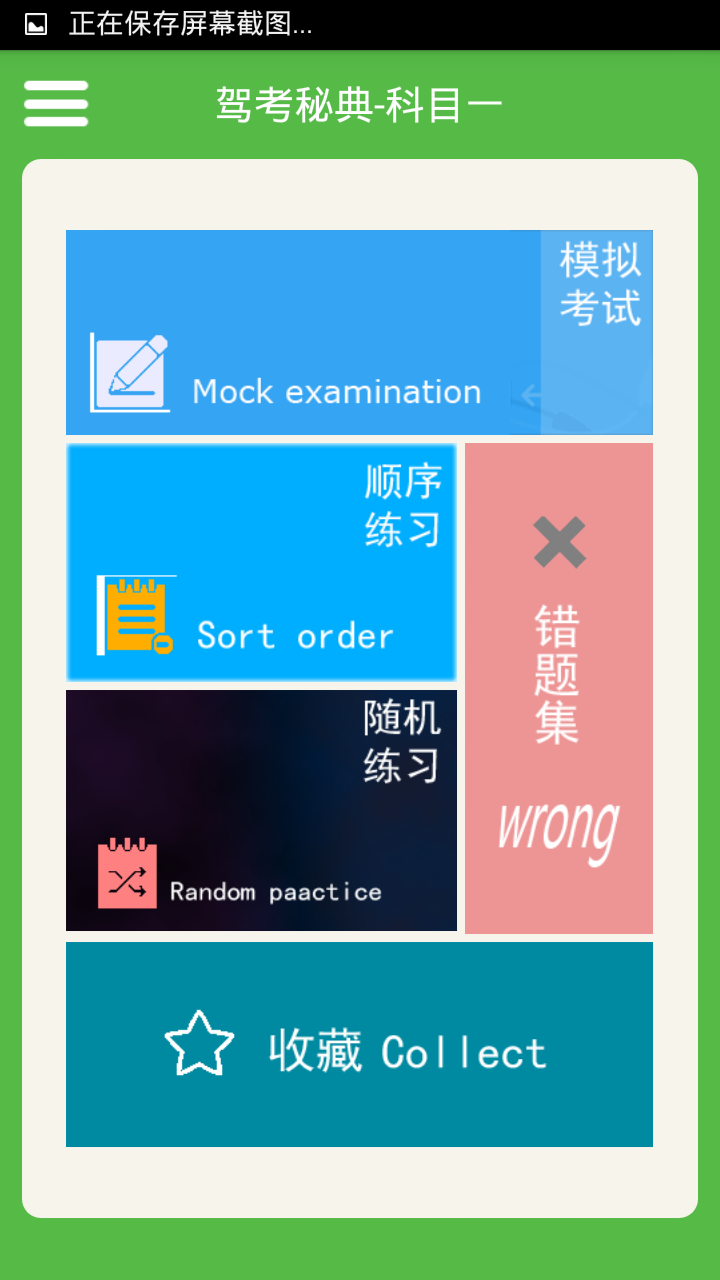 正在保存屏幕截图...
驾考秘典-科目一
模拟
考试
Mock examination
顺序
练习
Sort order
错
题
集
wrong
随机
练习
Random paactice
收藏 Collect